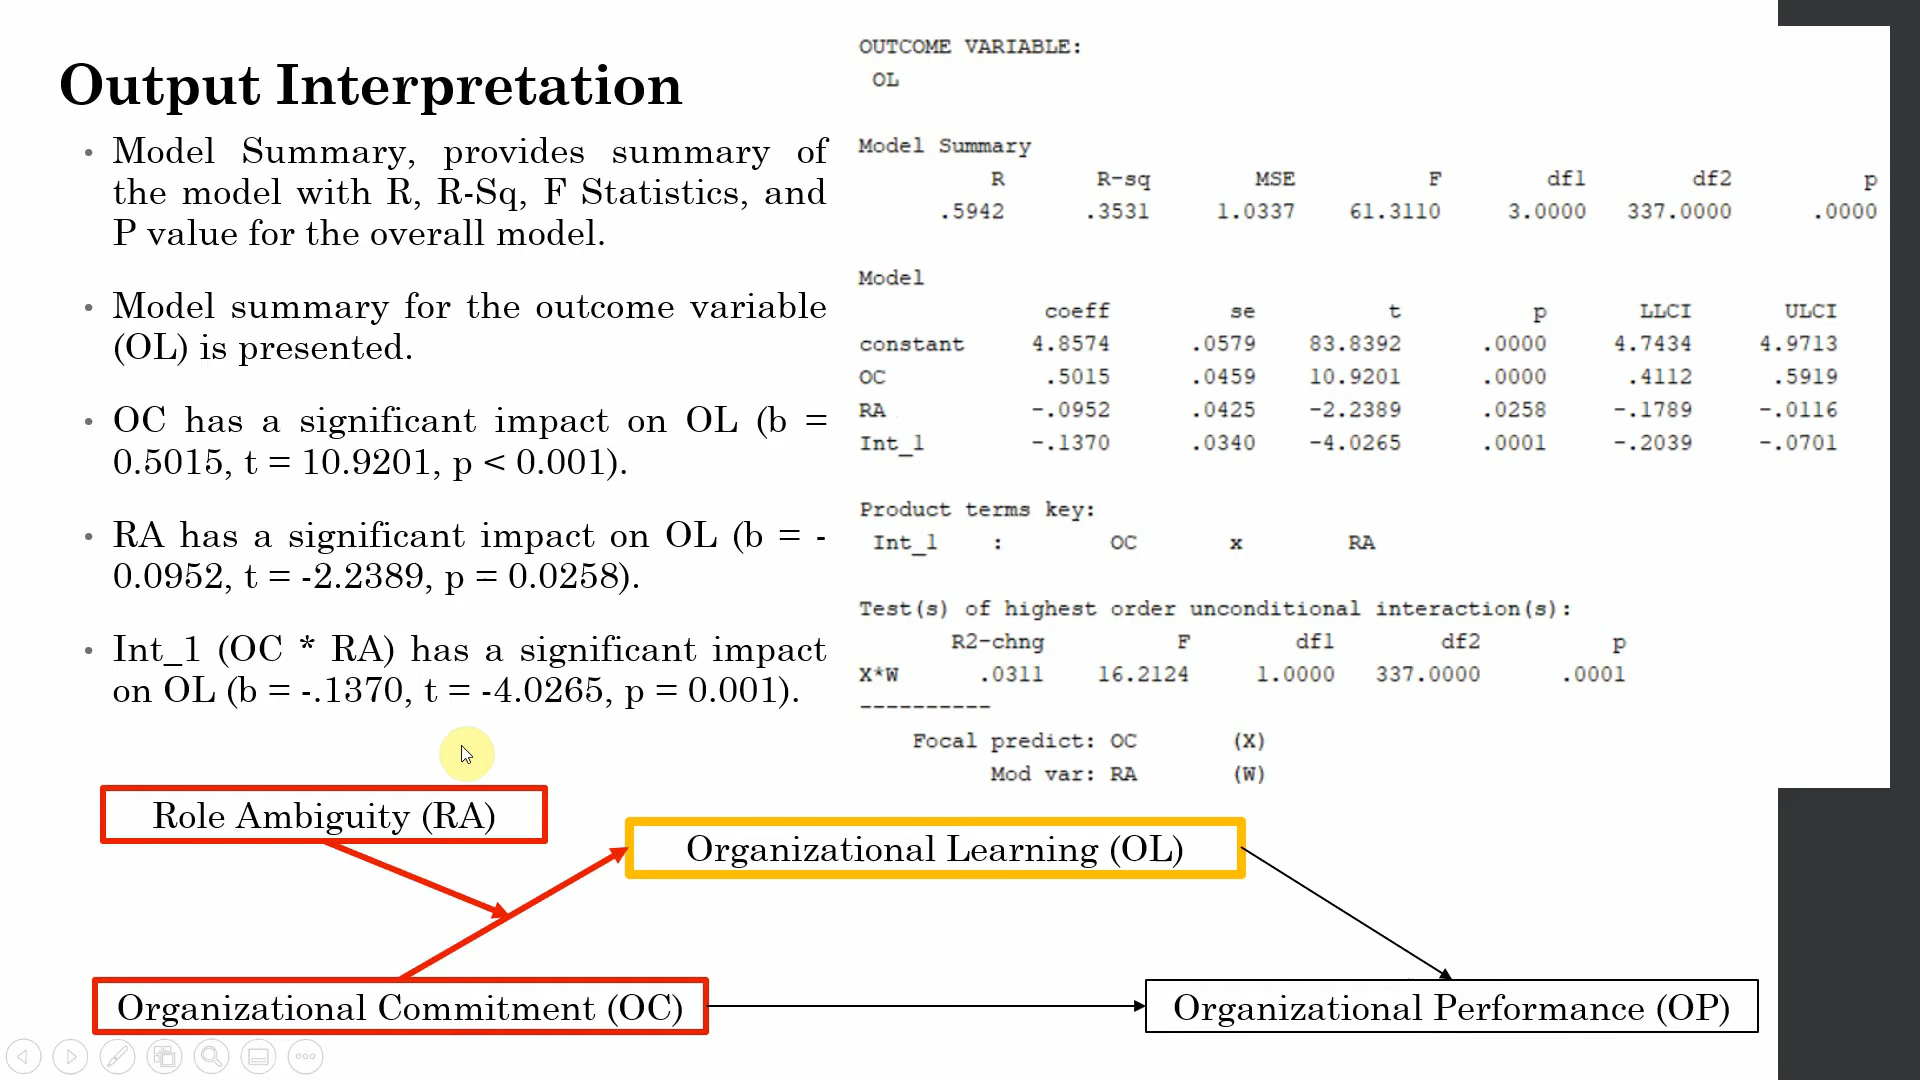 Output Interpretation
• Model Summary, provides summary of
the model with R, R-Sq, F Statistics, and
P value for the overall model.
• Model summary for the outcome variable
(OL) is presented.
• OC has a significant impact on OL (b =
0.5015, t = 10.9201, p < 0.001).
• RA has a significant impact on OL (b = -
0.0952, t = -2.2389, p = 0.0258).
• Int_1 (OC * RA) has a significant impact
on OL (b = -.1370, t = -4.0265, p = 0.001).
OUTCOME VARIABLE:
OL
Model Summary
R R-sq MSE F df1 df2 p
.5942 .3531 1.0337 61.3110 3.0000 337.0000 .0000
Model
coeff se t p LLCI ULCI
constant 4.8574 .0579 83.8392 .0000 4.7434 4.9713
OC .5015 .0459 10.9201 .0000 .4112 .5919
RA -.0952 .0425 -2.2389 .0258 -.1789 -.0116
Int_1 -.1370 .0340 -4.0265 .0001 -.2039 -.0701
Product terms key:
Int_1 : OC x RA
Test(s) of highest order unconditional interaction(s):
R2-chng F df1 df2 p
X*W .0311 16.2124 1.0000 337.0000 .0001
----------
Focal predict: OC (X)
Mod var: RA (W)
Role Ambiguity (RA)
Organizational Learning (OL)
Organizational Commitment (OC)
Organizational Performance (OP)